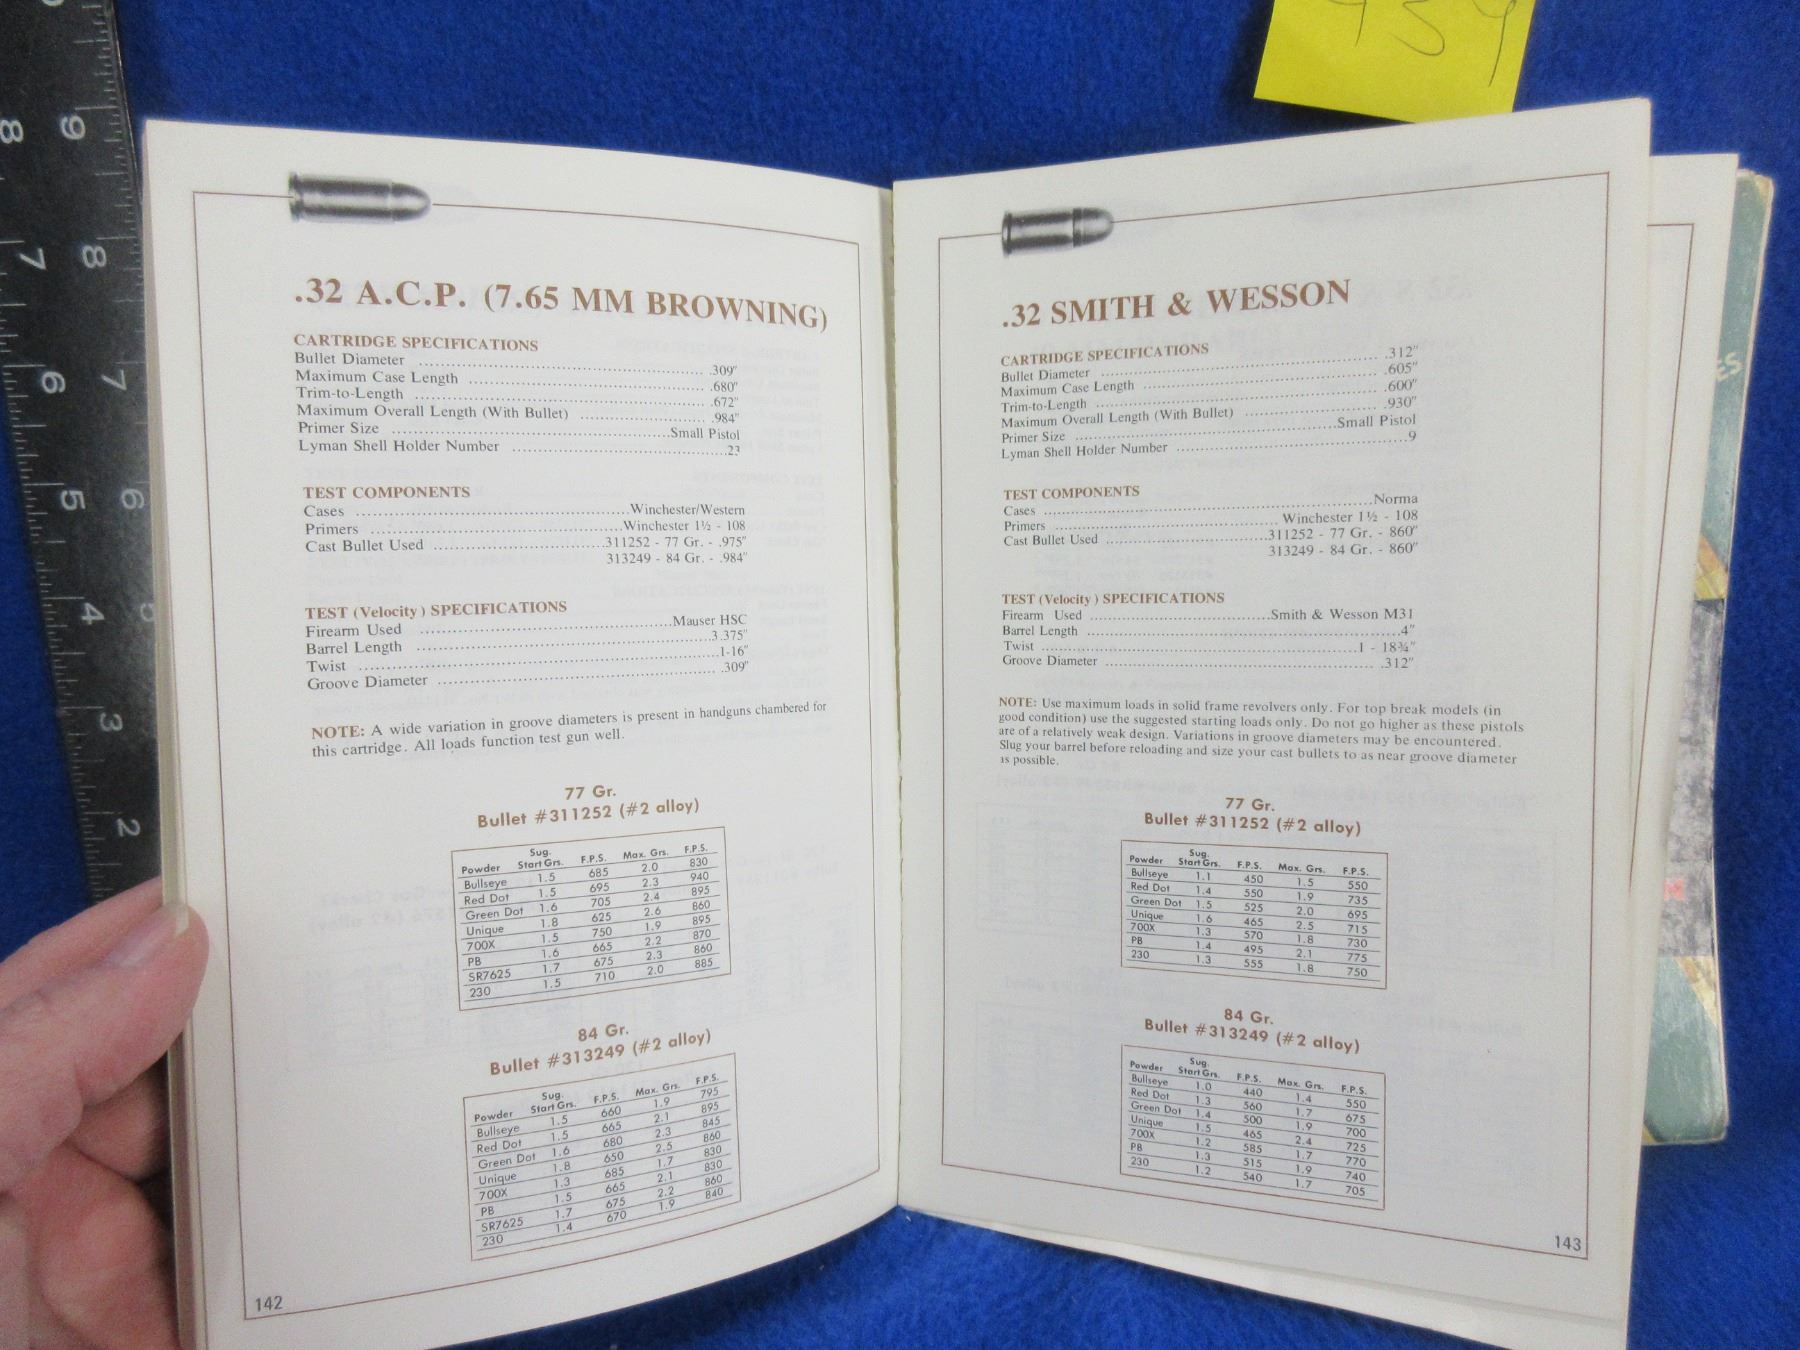 .32 A.C.P. (7.65 MM BROWNING)
CARTRIDGE SPECIFICATIONS
Bullet Diameter .309"
Maximum Case Length .680"
Trim-to-Length .672"
Maximum Overall Length (With Bullet) .984"
Primer Size Small Pistol
Lyman Shell Holder Number 23
TEST COMPONENTS
Cases Winchester/Western
Primers Winchester 1½ - 108
Cast Bullet Used .311252 - 77 Gr. - .975"
313249 - 84 Gr. - .984"
TEST (Velocity) SPECIFICATIONS
Firearm Used Mauser HSC
Barrel Length 3.375"
Twist 1-16"
Groove Diameter .309"
NOTE: A wide variation in groove diameters is present in handguns chambered for
this cartridge. All loads function test gun well.
77 Gr.
Bullet #311252 (#2 alloy)
Powder Sug. Start Grs. F.P.S. Max. Grs. F.P.S.
Bullseye 1.5 685 2.0 830
Red Dot 1.5 695 2.3 940
Green Dot 1.6 705 2.4 895
Unique 1.8 625 2.6 860
700X 1.5 750 1.9 895
PB 1.6 665 2.2 870
SR7625 1.7 675 2.3 860
230 1.5 710 2.0 885
84 Gr.
Bullet #313249 (#2 alloy)
Powder Sug. Start Grs. F.P.S. Max. Grs. F.P.S.
Bullseye 1.5 660 1.9 795
Red Dot 1.5 665 2.1 895
Green Dot 1.6 680 2.3 845
Unique 1.8 650 2.5 860
700X 1.3 685 1.7 830
PB 1.5 665 2.1 830
SR7625 1.7 675 2.2 860
230 1.4 670 1.9 840
142
.32 SMITH & WESSON
CARTRIDGE SPECIFICATIONS
Bullet Diameter .312"
Maximum Case Length .605"
Trim-to-Length .600"
Maximum Overall Length (With Bullet) .930"
Primer Size Small Pistol
Lyman Shell Holder Number 9
TEST COMPONENTS
Cases Norma
Primers Winchester 1½ - 108
Cast Bullet Used .311252 - 77 Gr. - 860"
313249 - 84 Gr. - 860"
TEST (Velocity) SPECIFICATIONS
Firearm Used Smith & Wesson M31
Barrel Length 4"
Twist 1 - 18¾"
Groove Diameter .312"
NOTE: Use maximum loads in solid frame revolvers only. For top break models (in
good condition) use the suggested starting loads only. Do not go higher as these pistols
are of a relatively weak design. Variations in groove diameters may be encountered.
Slug your barrel before reloading and size your cast bullets to as near groove diameter
is possible.
77 Gr.
Bullet #311252 (#2 alloy)
Powder Sug. Start Grs. F.P.S. Max. Grs. F.P.S.
Bullseye 1.1 450 1.5 550
Red Dot 1.4 550 1.9 735
Green Dot 1.5 525 2.0 695
Unique 1.6 465 2.5 715
700X 1.3 570 1.8 730
PB 1.4 495 2.1 775
230 1.3 555 1.8 750
84 Gr.
Bullet #313249 (#2 alloy)
Powder Sug. Start Grs. F.P.S. Max. Grs. F.P.S.
Bullseye 1.0 440 1.4 550
Red Dot 1.3 560 1.7 675
Green Dot 1.4 500 1.9 700
Unique 1.5 465 2.4 725
700X 1.2 585 1.7 770
PB 1.3 515 1.9 740
230 1.2 540 1.7 705
143
9 8 7 6 5 4 3 2
8 7 6 5
ES